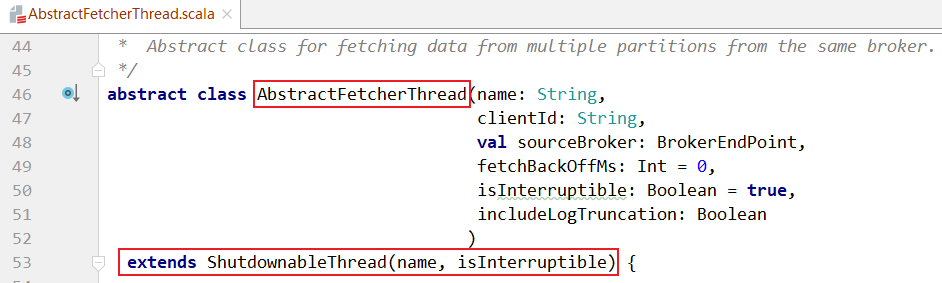 AbstractFetcherThread.scala ×
44 * Abstract class for fetching data from multiple partitions from the same broker.
45 */
46 abstract class AbstractFetcherThread(name: String,
47 clientId: String,
48 val sourceBroker: BrokerEndPoint,
49 fetchBackOffMs: Int = 0,
50 isInterruptible: Boolean = true,
51 includeLogTruncation: Boolean
52 )
53 extends ShutdownableThread(name, isInterruptible) {